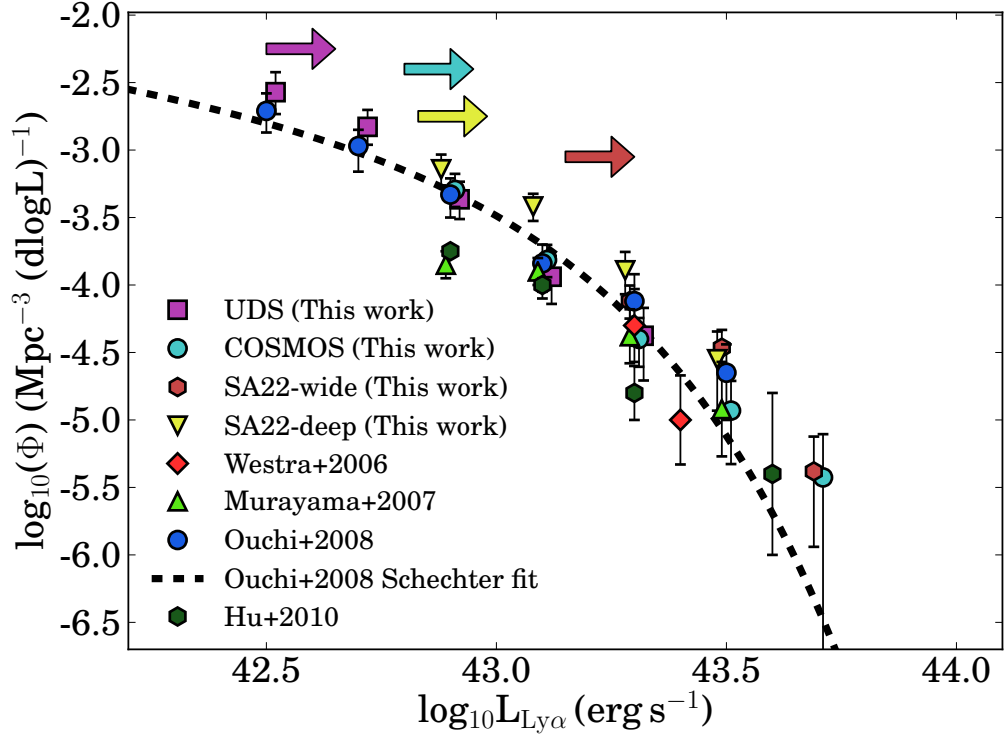 log₁₀(Φ) (Mpc⁻³ (dlogL)⁻¹)
-2.0
-2.5
-3.0
-3.5
-4.0
-4.5
-5.0
-5.5
-6.0
-6.5
UDS (This work)
COSMOS (This work)
SA22-wide (This work)
SA22-deep (This work)
Westra+2006
Murayama+2007
Ouchi+2008
Ouchi+2008 Schechter fit
Hu+2010
42.5 43.0 43.5 44.0
log₁₀L_Lyα (erg s⁻¹)